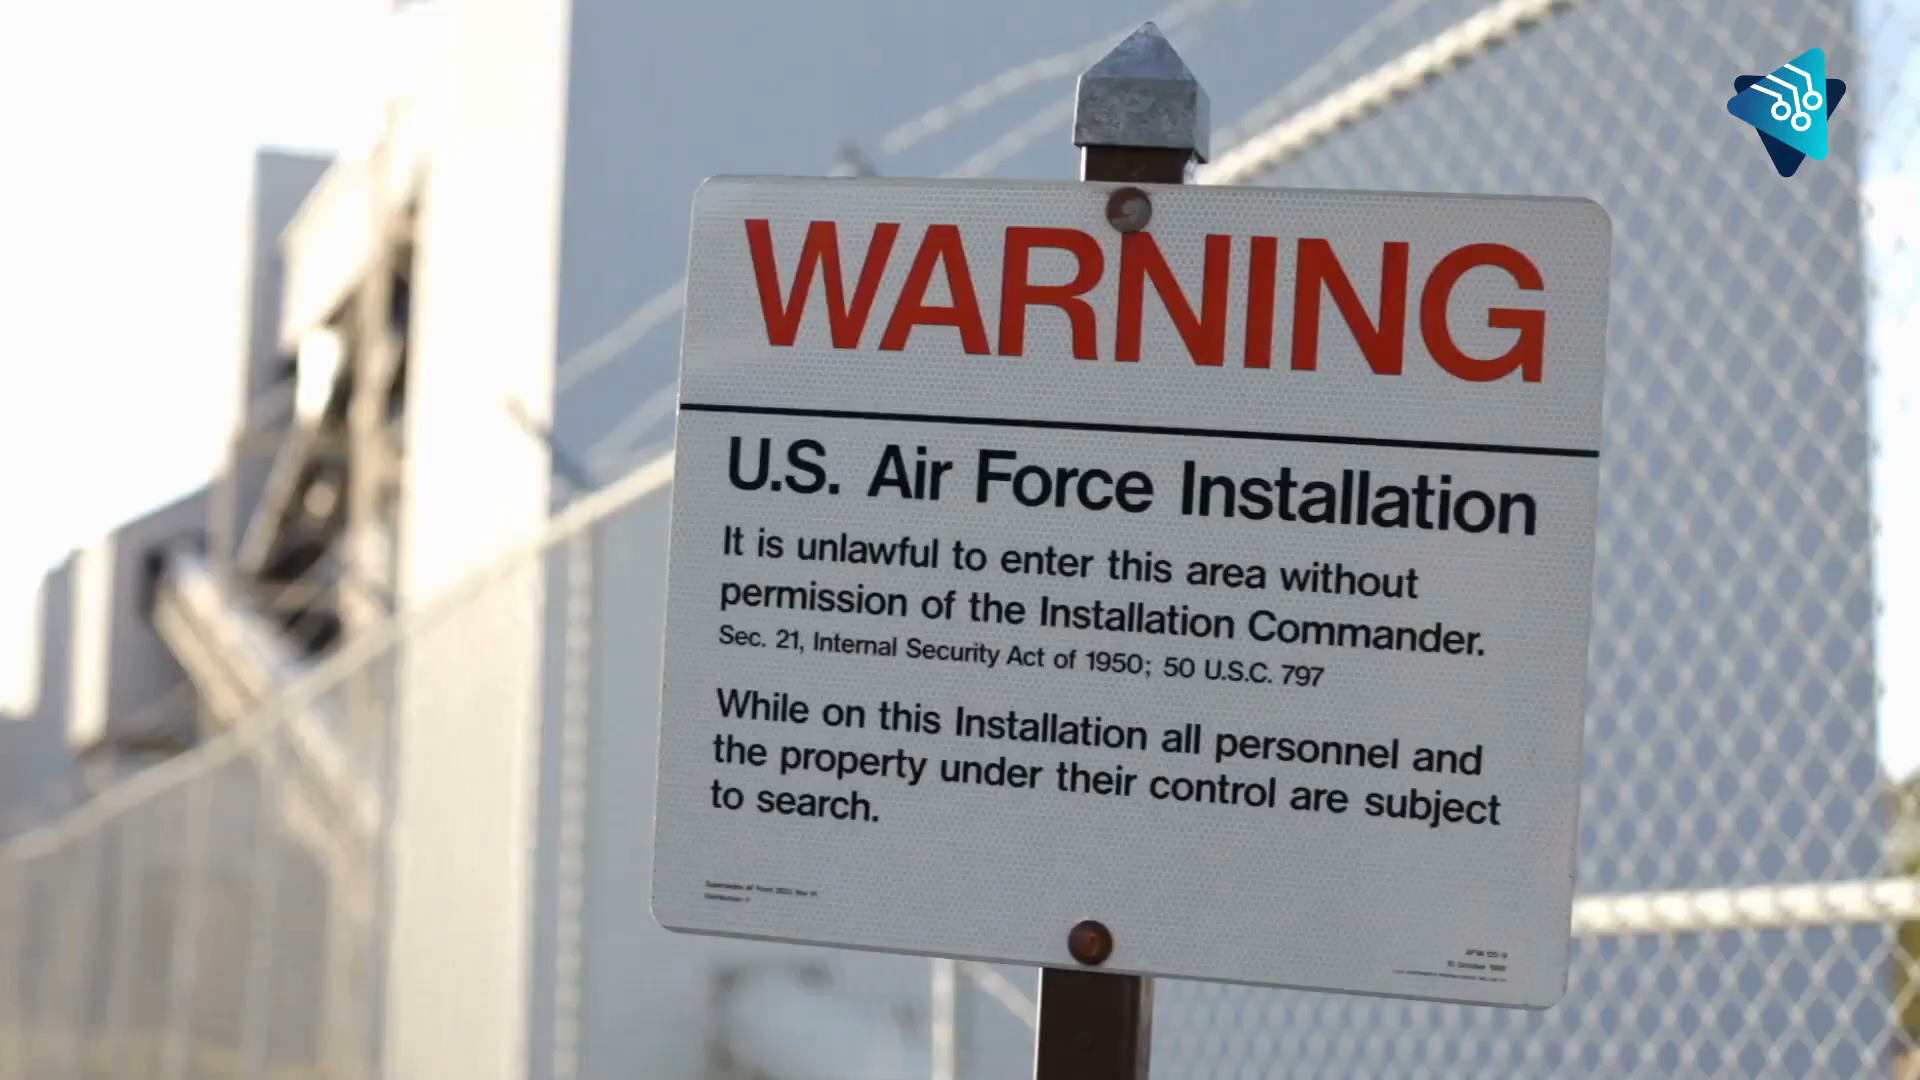 WARNING
U.S. Air Force Installation
It is unlawful to enter this area without
permission of the Installation Commander.
Sec. 21, Internal Security Act of 1950; 50 U.S.C. 797
While on this Installation all personnel and
the property under their control are subject
to search.